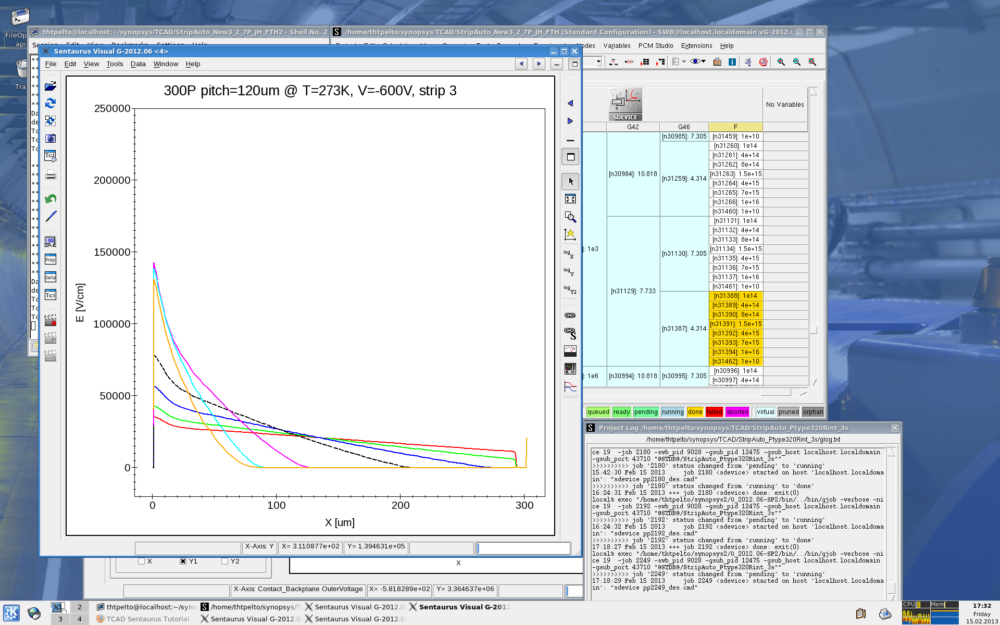 FileOp
api
Tra
thtpelto@localhost:~/synopsys/TCAD/StripAuto_New3_2_7P_JH_FTH2 - Shell No. 2
/home/thtpelto/synopsys/TCAD/StripAuto_New3_2_7P_JH_FTH (Standard Configuration) - SWB@localhost.localdomain vG-2012.
Variables PCM Studio Extensions Help
Sentaurus Visual G-2012.06 <4>
File Edit View Tools Data Window Help
300P pitch=120um @ T=273K, V=-600V, strip 3
250000
200000
150000
100000
50000
0
E [V/cm]
0 100 200 300
X [um]
Tcl
Prop
Data
Tcl
log X
log Y
log Y2
X-Axis: Y X= 3.110877e+02 Y= 1.394631e+05
X Y1 Y2
X
X-Axis: Contact_Backplane OuterVoltage X= -5.818289e+02 Y= 3.364637e+06
SDEVICE
No Variables
G42 G46 F
[n30985]: 7.305 [n31459]: 1e+10
[n31260]: 1e14
[n31261]: 4e+14
[n31262]: 8e+14
[n30984]: 10.818 [n31259]: 4.314 [n31263]: 1.5e+15
[n31264]: 4e+15
[n31265]: 7e+15
[n31266]: 1e+16
[n31460]: 1e+10
[n31131]: 1e14
[n31132]: 4e+14
[n31133]: 8e+14
: 1e3 [n31130]: 7.305 [n31134]: 1.5e+15
[n31135]: 4e+15
[n31136]: 7e+15
[n31137]: 1e+16
[n31129]: 7.733 [n31461]: 1e+10
[n31388]: 1e14
[n31389]: 4e+14
[n31390]: 8e+14
[n31387]: 4.314 [n31391]: 1.5e+15
[n31392]: 4e+15
[n31393]: 7e+15
[n31394]: 1e+16
[n31462]: 1e+10
: 1e6 [n30994]: 10.818 [n30995]: 7.305 [n30996]: 1e14
[n30997]: 4e+14
queued ready pending running done failed aborted virtual pruned orphan
Project Log /home/thtpelto/synopsys/TCAD/StripAuto_Ptype320Rint_3s
/home/thtpelto/synopsys/TCAD/StripAuto_Ptype320Rint_3s/glog.txt
ce 19 -job 2180 -swb_pid 9028 -gsub_pid 12475 -gsub_host localhost.localdomain
-gsub_port 43710 "@STDB@/StripAuto_Ptype320Rint_3s""
>>>>>>>>>> job '2180' status changed from 'pending' to 'running'
15:42:30 Feb 15 2013 job 2180 <sdevice> started on host 'localhost.localdoma
in': "sdevice pp2180_des.cmd"
>>>>>>>>>> job '2180' status changed from 'running' to 'done'
16:24:31 Feb 15 2013 +++ job 2180 <sdevice> done: exit(0)
local% exec "/home/thtpelto/synopsys2/G_2012.06-SP2/bin/../bin/gjob -verbose -ni
ce 19 -job 2192 -swb_pid 9028 -gsub_pid 12475 -gsub_host localhost.localdomain
-gsub_port 43710 "@STDB@/StripAuto_Ptype320Rint_3s""
>>>>>>>>>> job '2192' status changed from 'pending' to 'running'
16:24:32 Feb 15 2013 job 2192 <sdevice> started on host 'localhost.localdoma
in': "sdevice pp2192_des.cmd"
>>>>>>>>>> job '2192' status changed from 'running' to 'done'
17:18:27 Feb 15 2013 +++ job 2192 <sdevice> done: exit(0)
local% exec "/home/thtpelto/synopsys2/G_2012.06-SP2/bin/../bin/gjob -verbose -ni
ce 19 -job 2249 -swb_pid 9028 -gsub_pid 12475 -gsub_host localhost.localdomain
-gsub_port 43710 "@STDB@/StripAuto_Ptype320Rint_3s""
>>>>>>>>>> job '2249' status changed from 'pending' to 'running'
17:18:29 Feb 15 2013 job 2249 <sdevice> started on host 'localhost.localdoma
in': "sdevice pp2249_des.cmd"
2
3 4
thtpelto@localhost:~/syno /home/thtpelto/synopsys/T Sentaurus Visual G-2012.0 Sentaurus Visual G-2012
TCAD Sentaurus Tutorial - Sentaurus Visual G-2012.0 Sentaurus Visual G-2012.0
CPU Mem
17:32
Friday
15.02.2013